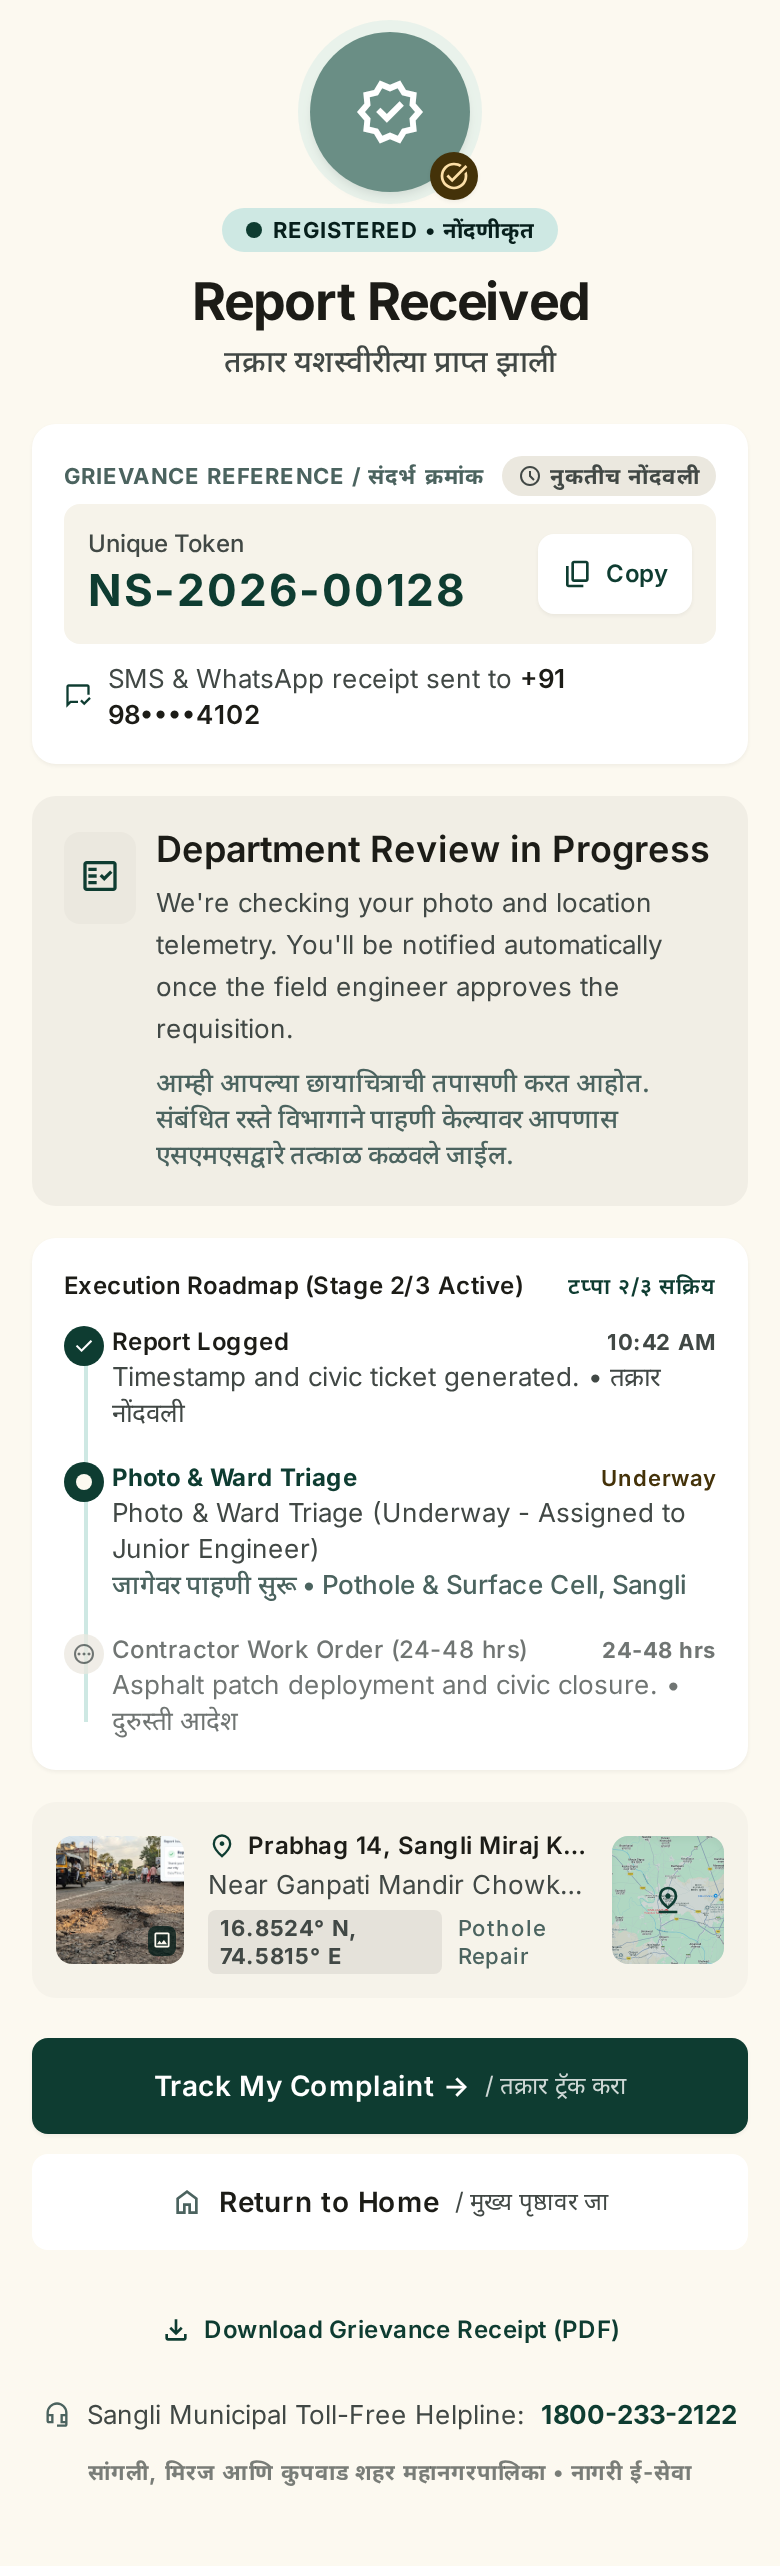 REGISTERED • नोंदणीकृत
Report Received
तक्रार यशस्वीरीत्या प्राप्त झाली
GRIEVANCE REFERENCE / संदर्भ क्रमांक
नुकतीच नोंदवली
Unique Token
NS-2026-00128
Copy
SMS & WhatsApp receipt sent to +91
98••••4102
Department Review in Progress
We're checking your photo and location
telemetry. You'll be notified automatically
once the field engineer approves the
requisition.
आम्ही आपल्या छायाचित्राची तपासणी करत आहोत.
संबंधित रस्ते विभागाने पाहणी केल्यावर आपणास
एसएमएसद्वारे तत्काळ कळवले जाईल.
Execution Roadmap (Stage 2/3 Active)
टप्पा २/३ सक्रिय
Report Logged
10:42 AM
Timestamp and civic ticket generated. • तक्रार
नोंदवली
Photo & Ward Triage
Underway
Photo & Ward Triage (Underway - Assigned to
Junior Engineer)
जागेवर पाहणी सुरू • Pothole & Surface Cell, Sangli
Contractor Work Order (24-48 hrs)
24-48 hrs
Asphalt patch deployment and civic closure. •
दुरुस्ती आदेश
Prabhag 14, Sangli Miraj K...
Near Ganpati Mandir Chowk...
16.8524° N,
74.5815° E
Pothole
Repair
Track My Complaint → / तक्रार ट्रॅक करा
Return to Home / मुख्य पृष्ठावर जा
Download Grievance Receipt (PDF)
Sangli Municipal Toll-Free Helpline: 1800-233-2122
सांगली, मिरज आणि कुपवाड शहर महानगरपालिका • नागरी ई-सेवा